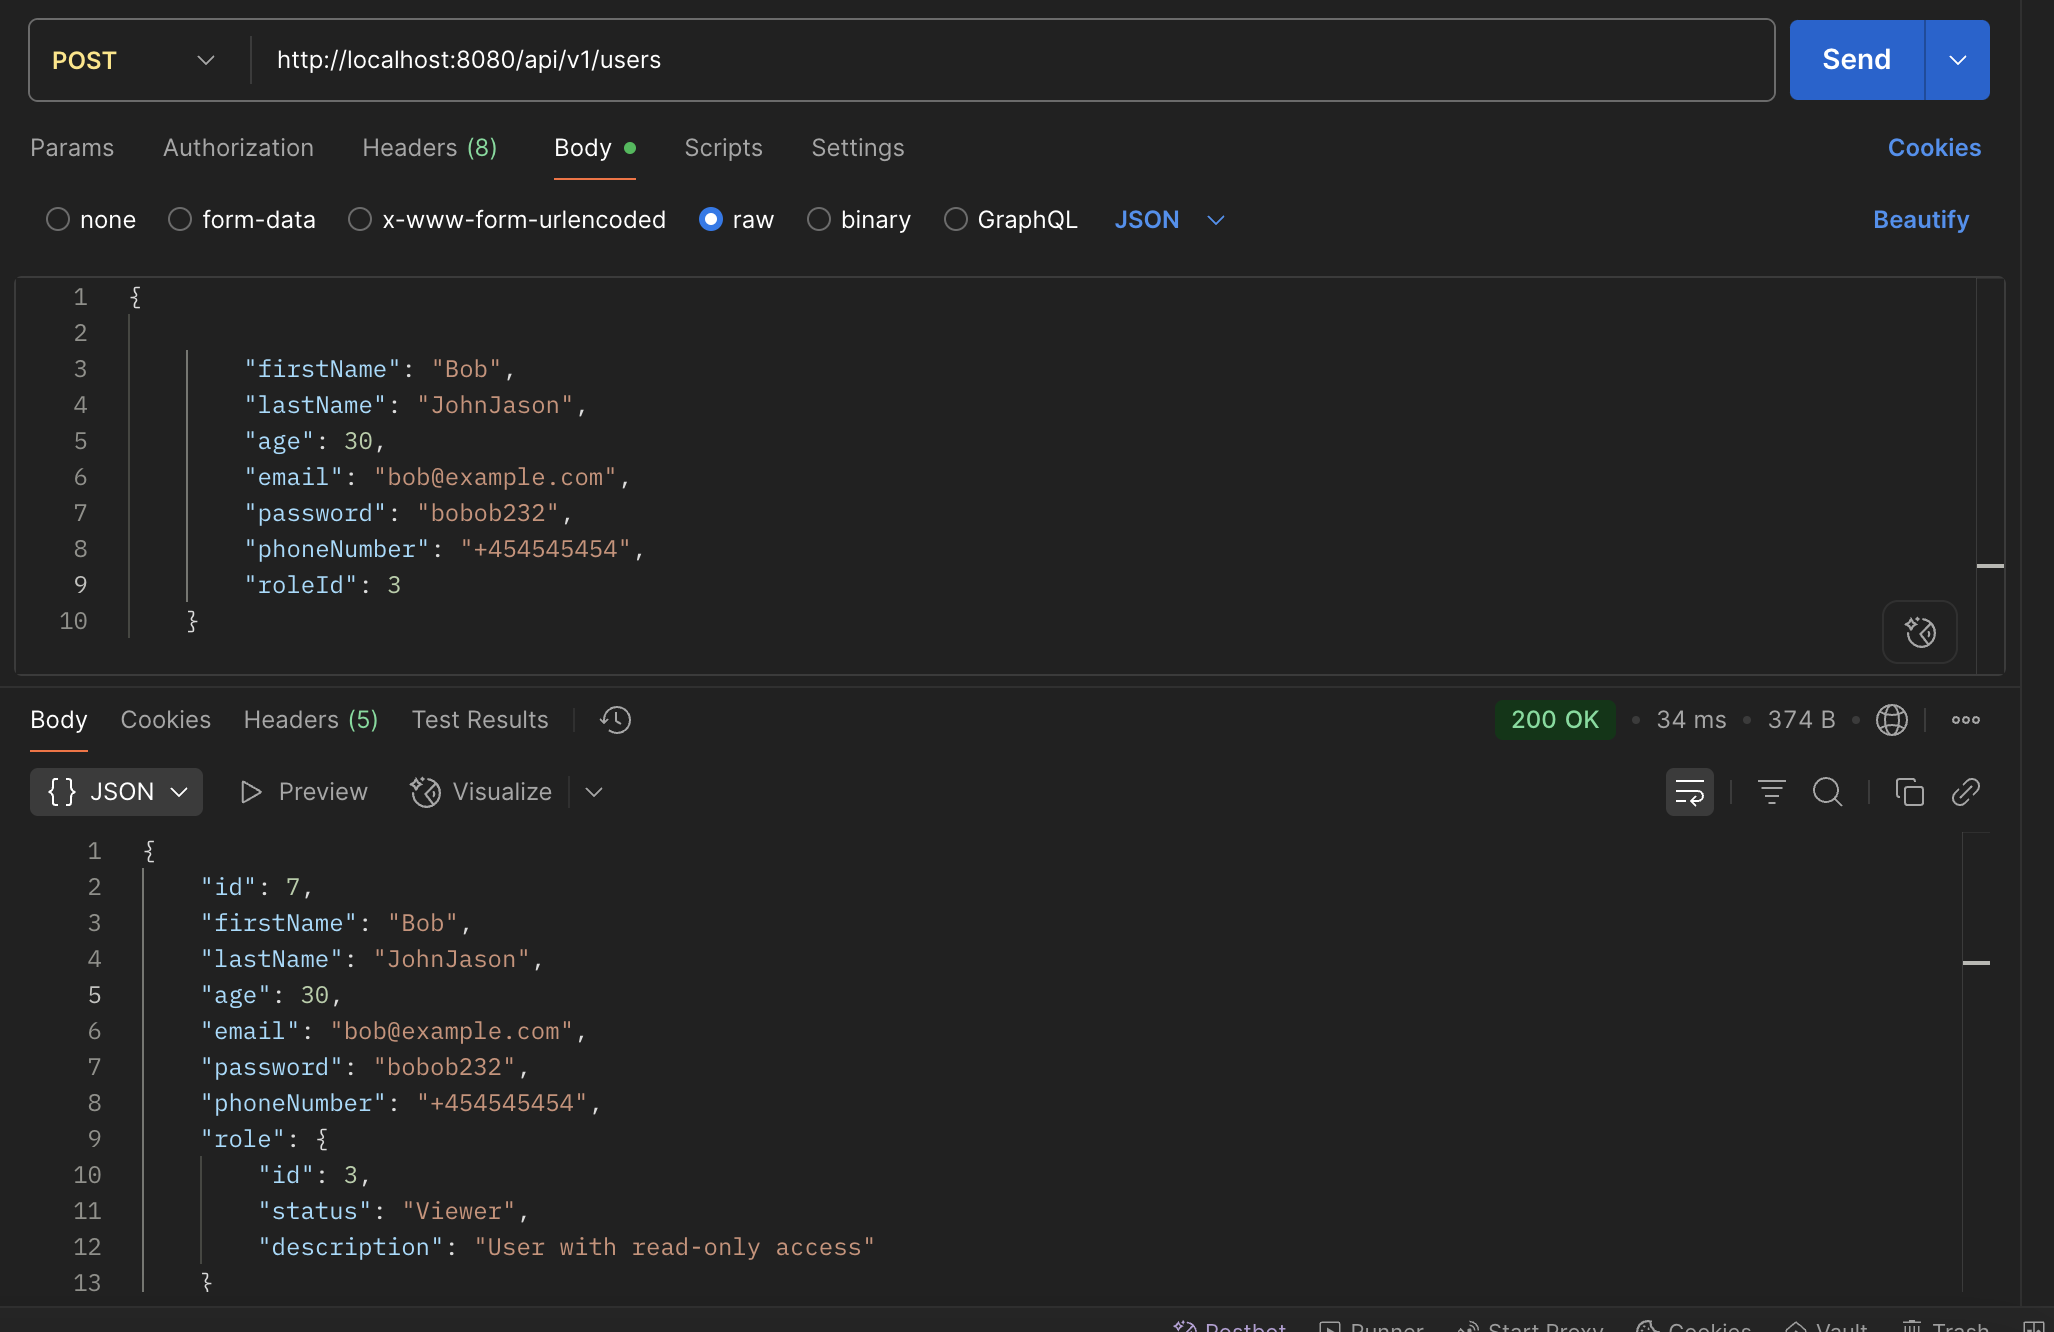 POST http://localhost:8080/api/v1/users Send
Params Authorization Headers (8) Body Scripts Settings Cookies
none form-data x-www-form-urlencoded raw binary GraphQL JSON Beautify
1 {
2
3 "firstName": "Bob",
4 "lastName": "JohnJason",
5 "age": 30,
6 "email": "bob@example.com",
7 "password": "bobob232",
8 "phoneNumber": "+454545454",
9 "roleId": 3
10 }
Body Cookies Headers (5) Test Results 200 OK • 34 ms • 374 B •
{} JSON Preview Visualize
1 {
2 "id": 7,
3 "firstName": "Bob",
4 "lastName": "JohnJason",
5 "age": 30,
6 "email": "bob@example.com",
7 "password": "bobob232",
8 "phoneNumber": "+454545454",
9 "role": {
10 "id": 3,
11 "status": "Viewer",
12 "description": "User with read-only access"
13 }
Postbot Runner Start Proxy Cookies Vault Trash